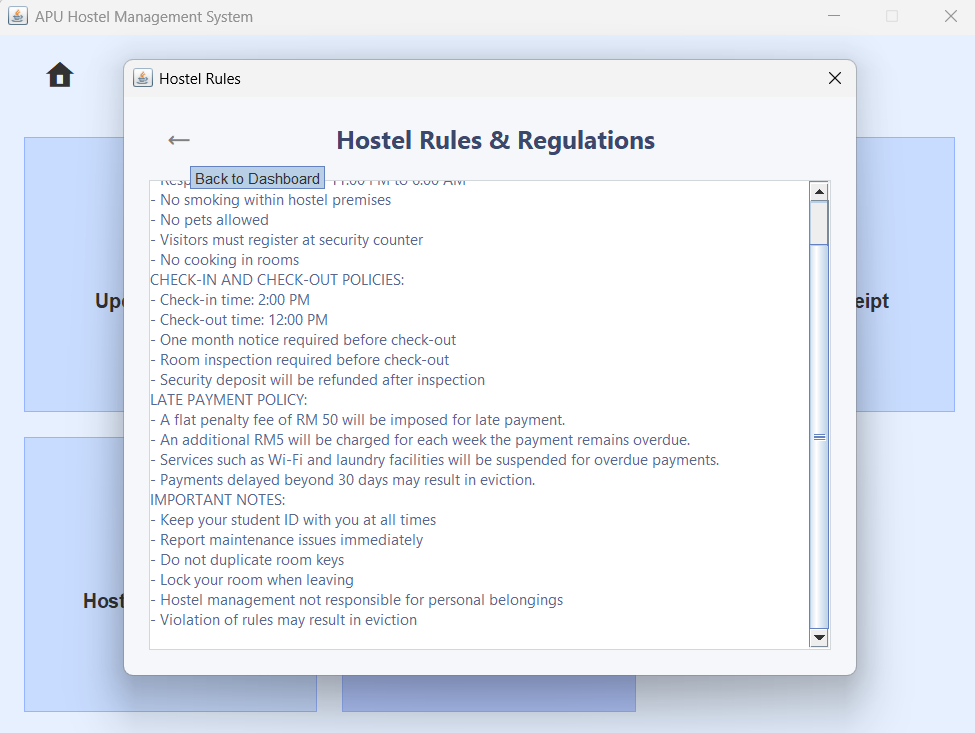 APU Hostel Management System
Hostel Rules
Hostel Rules & Regulations
Back to Dashboard
11:00 PM to 6:00 AM
- No smoking within hostel premises
- No pets allowed
- Visitors must register at security counter
- No cooking in rooms
CHECK-IN AND CHECK-OUT POLICIES:
- Check-in time: 2:00 PM
- Check-out time: 12:00 PM
- One month notice required before check-out
- Room inspection required before check-out
- Security deposit will be refunded after inspection
LATE PAYMENT POLICY:
- A flat penalty fee of RM 50 will be imposed for late payment.
- An additional RM5 will be charged for each week the payment remains overdue.
- Services such as Wi-Fi and laundry facilities will be suspended for overdue payments.
- Payments delayed beyond 30 days may result in eviction.
IMPORTANT NOTES:
- Keep your student ID with you at all times
- Report maintenance issues immediately
- Do not duplicate room keys
- Lock your room when leaving
- Hostel management not responsible for personal belongings
- Violation of rules may result in eviction